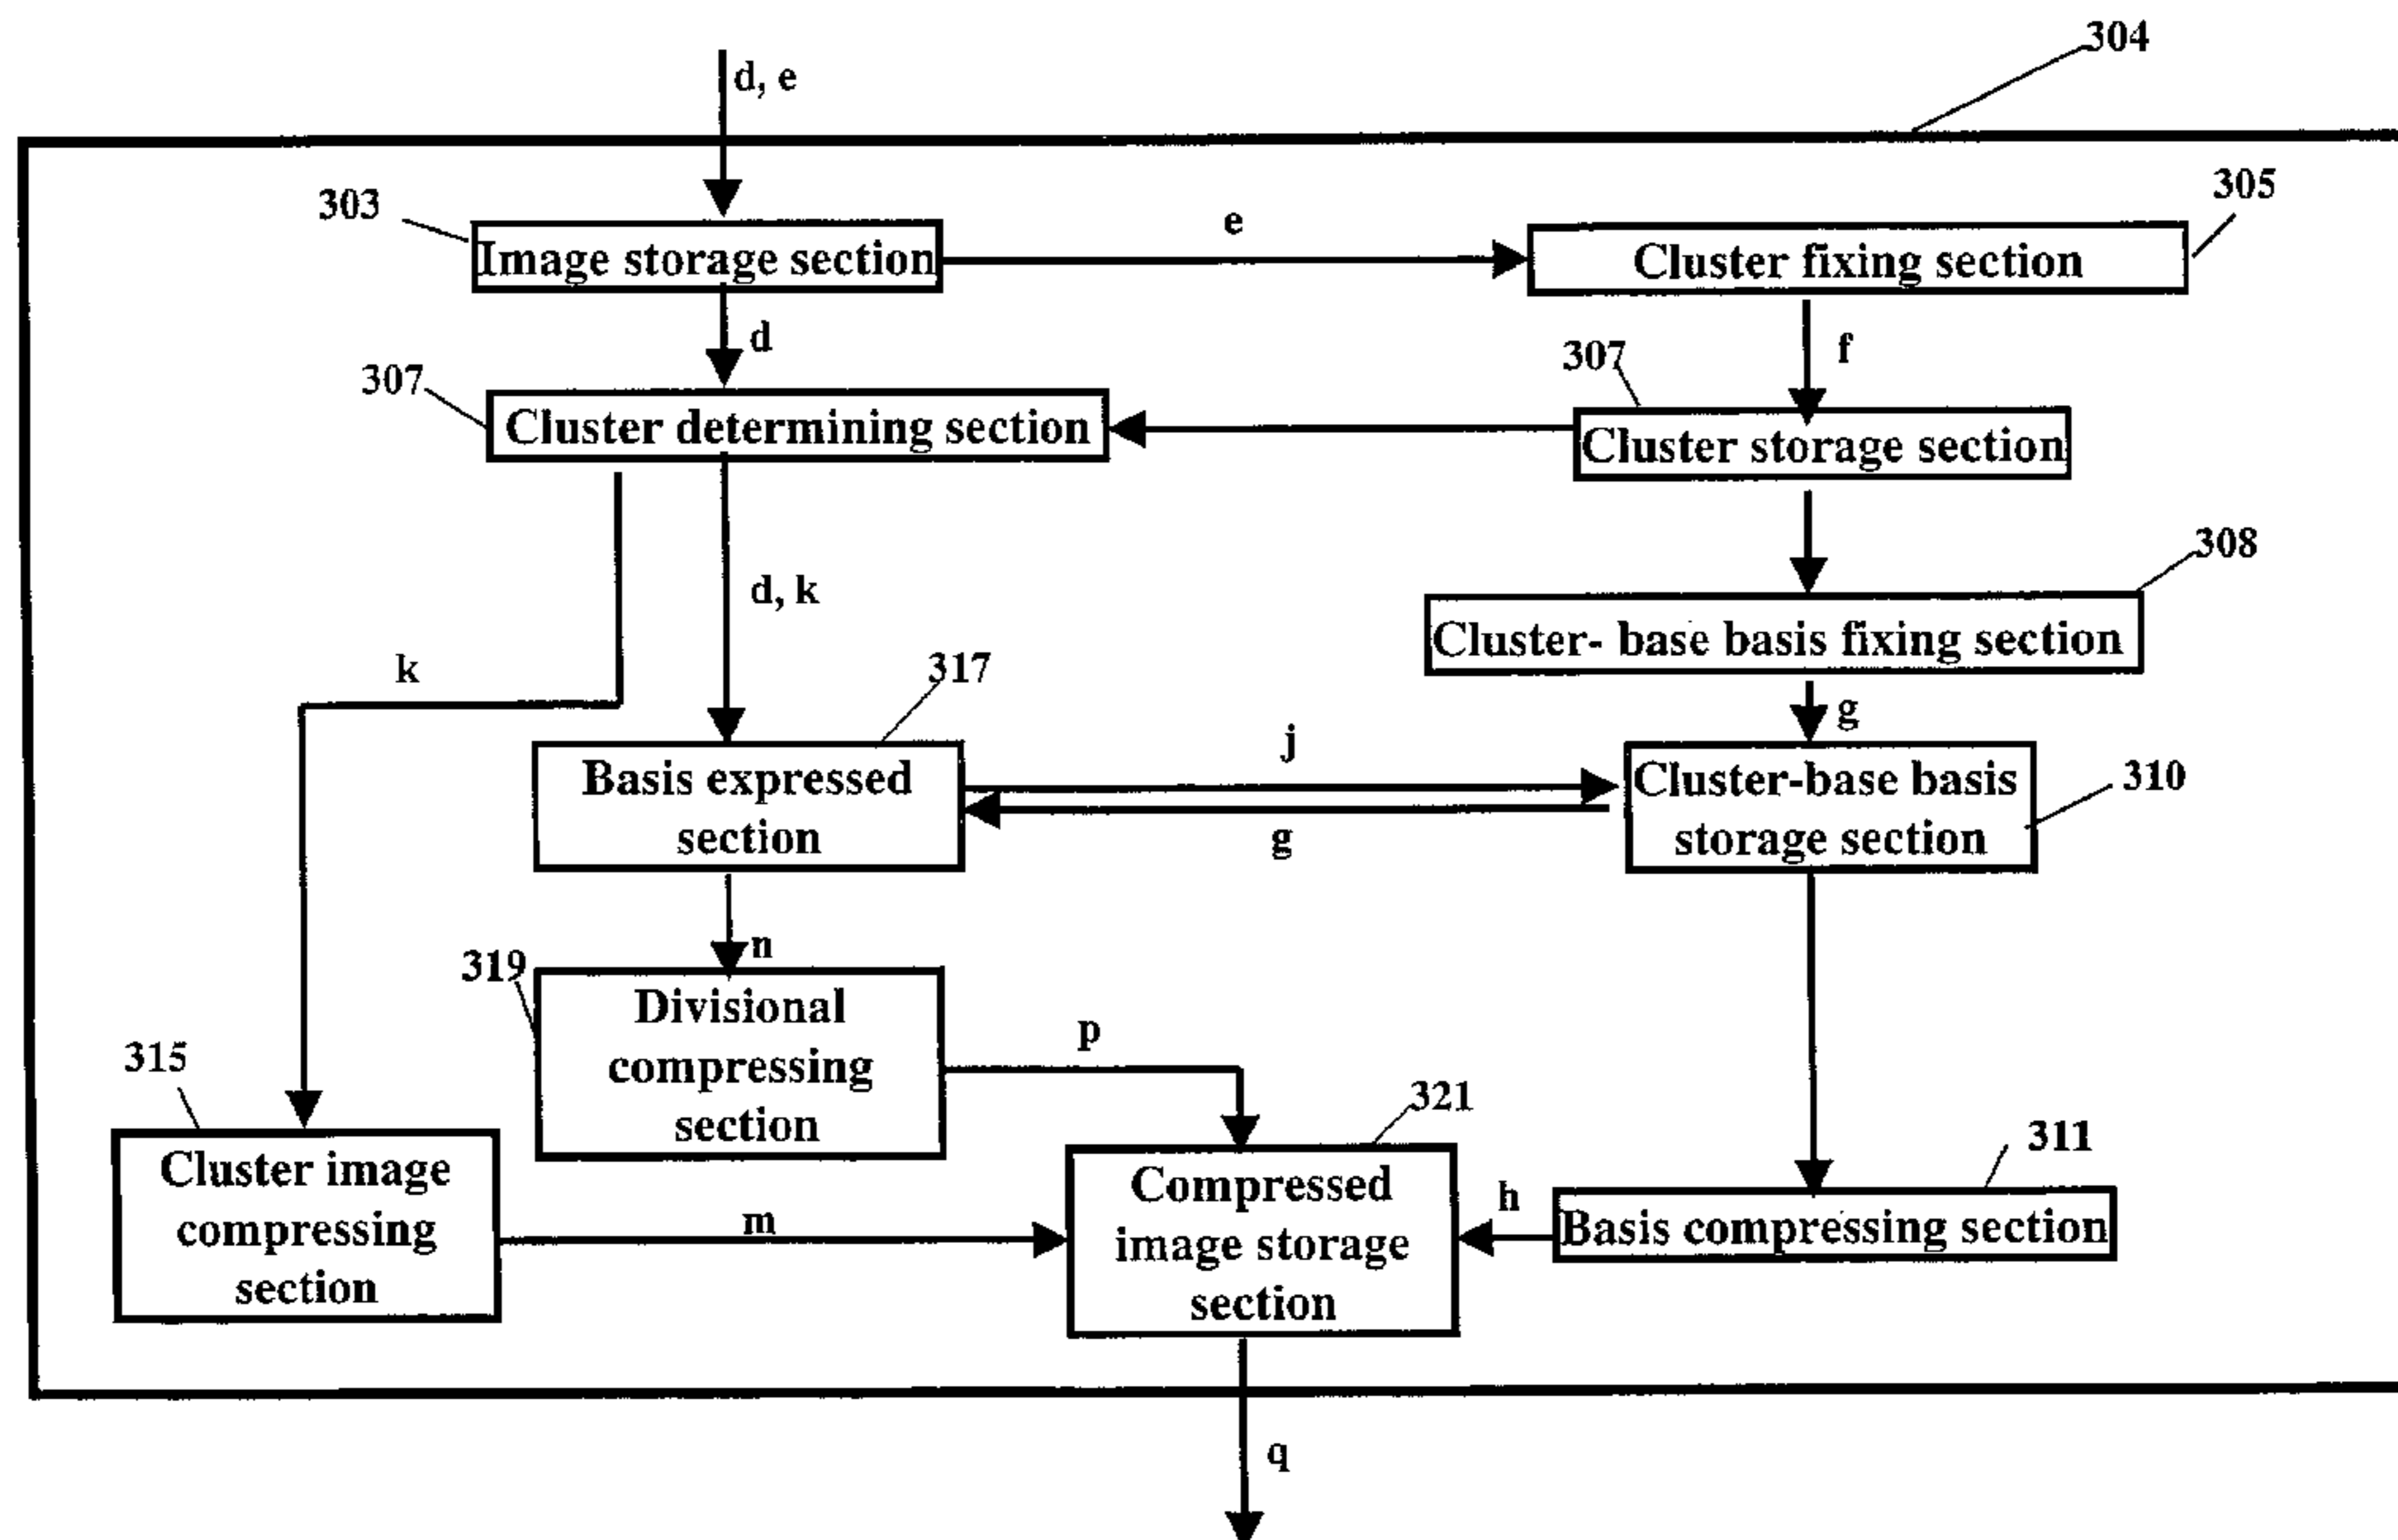 304
d, e
303
Image storage section
e
Cluster fixing section
305
d
f
307
Cluster determining section
307
Cluster storage section
308
d, k
Cluster- base basis fixing section
k
317
g
Basis expressed
section
j
g
Cluster-base basis
storage section
310
n
319
Divisional
compressing
section
p
315
Cluster image
compressing
section
m
321
Compressed
image storage
section
h
311
Basis compressing section
q